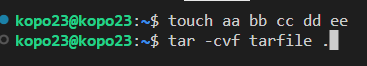 kopo23@kopo23:~$ touch aa bb cc dd ee
kopo23@kopo23:~$ tar -cvf tarfile .